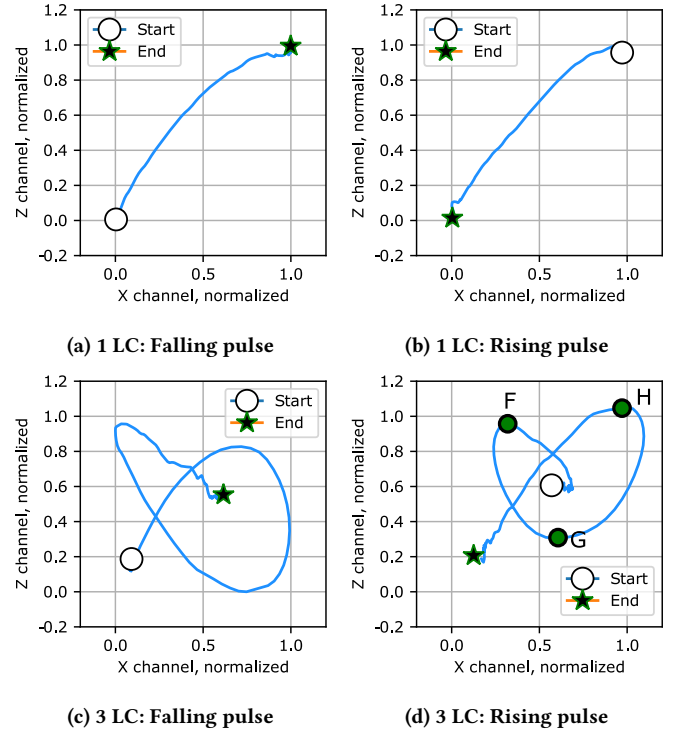 1.2
1.0
0.8
0.6
0.4
0.2
0.0
-0.2
Z channel, normalized
Start
End
0.0 0.5 1.0
X channel, normalized
(a) 1 LC: Falling pulse
1.2
1.0
0.8
0.6
0.4
0.2
0.0
-0.2
Z channel, normalized
Start
End
0.0 0.5 1.0
X channel, normalized
(b) 1 LC: Rising pulse
1.2
1.0
0.8
0.6
0.4
0.2
0.0
-0.2
Z channel, normalized
Start
End
0.0 0.5 1.0
X channel, normalized
(c) 3 LC: Falling pulse
1.2
1.0
0.8
0.6
0.4
0.2
0.0
-0.2
Z channel, normalized
F
H
G
Start
End
0.0 0.5 1.0
X channel, normalized
(d) 3 LC: Rising pulse